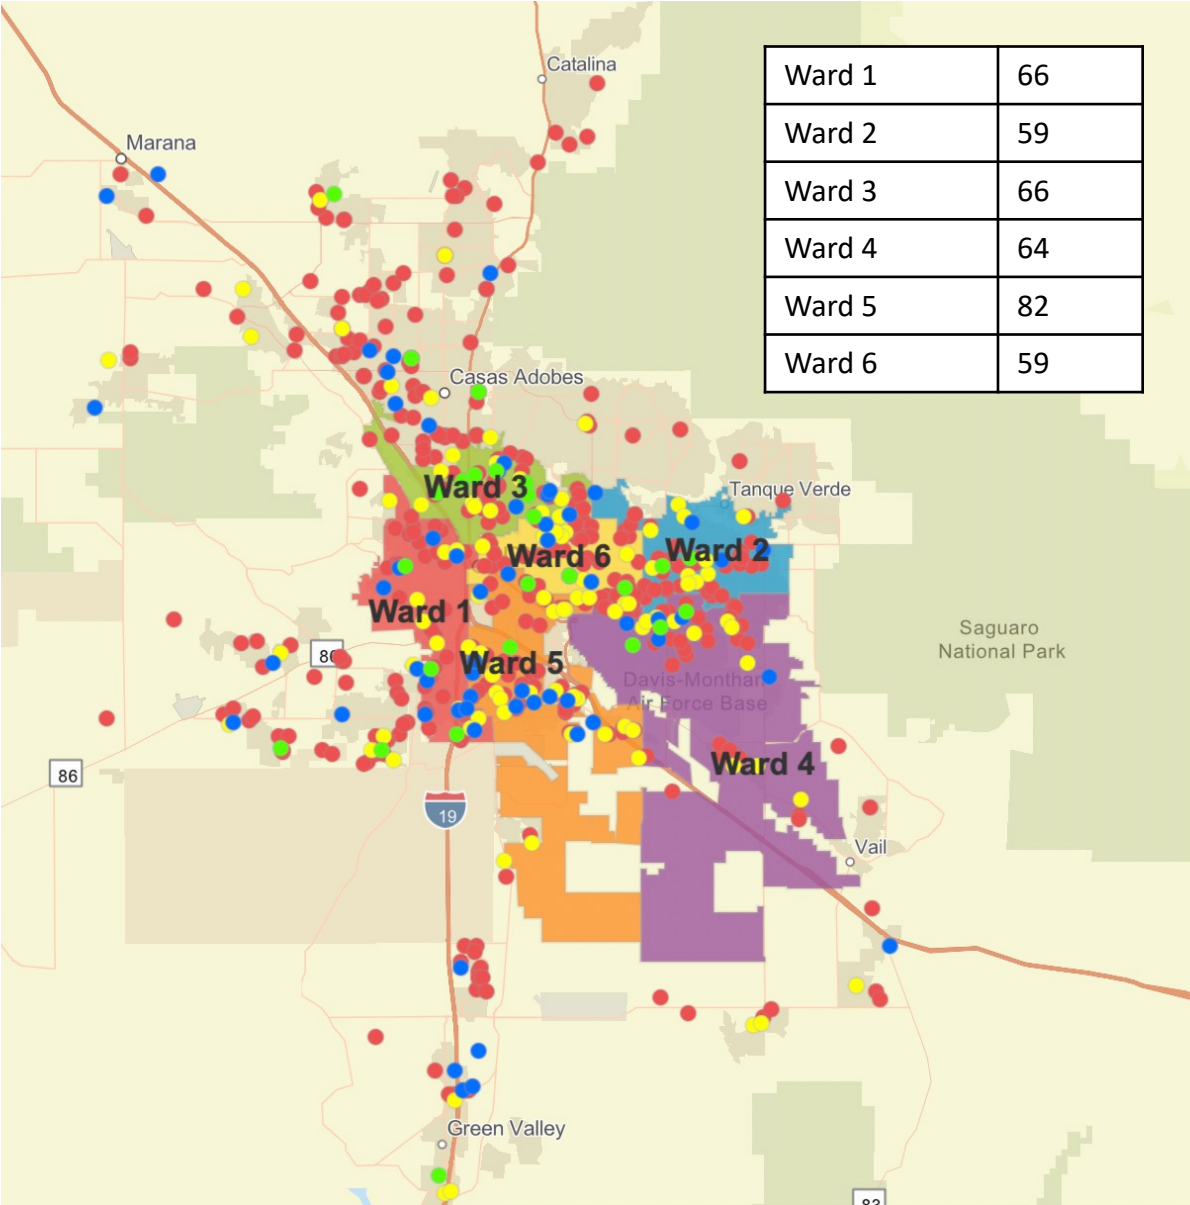 Catalina
Ward 1 66
Marana
Ward 2 59
Ward 3 66
Ward 4 64
Ward 5 82
Ward 6 59
Casas Adobes
Ward 3
Tanque Verde
Ward 6
Ward 2
Ward 1
Saguaro
National Park
86
Ward 5
Davis-Monthan
Air Force Base
Ward 4
86
19
Vail
Green Valley
83